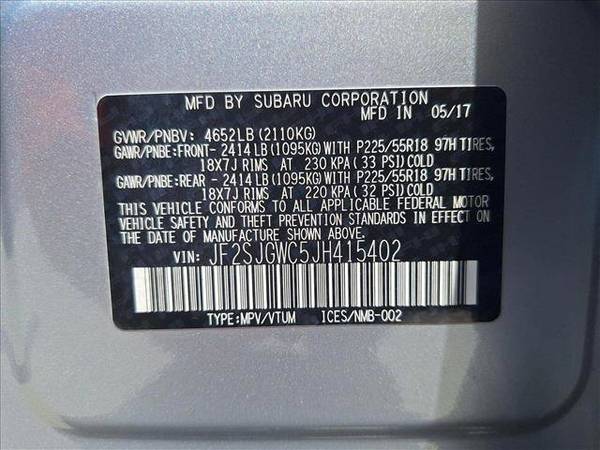 MFD BY SUBARU CORPORATION
MFD IN 05/17
GVWR/PNBV: 4652LB (2110KG)
GAWR/PNBE:FRONT- 2414LB (1095KG) WITH P225/55R18 97H TIRES,
18X7J RIMS AT 230 KPA ( 33 PSI) COLD
GAWR/PNBE:REAR - 2414LB (1095KG) WITH P225/55R18 97H TIRES,
18X7J RIMS AT 220 KPA ( 32 PSI) COLD
THIS VEHICLE CONFORMS TO ALL APPLICABLE FEDERAL MOTOR
VEHICLE SAFETY AND THEFT PREVENTION STANDARDS IN EFFECT ON
THE DATE OF MANUFACTURE SHOWN ABOVE.
VIN: JF2SJGWC5JH415402
TYPE:MPV/VTUM ICES/NMB-002